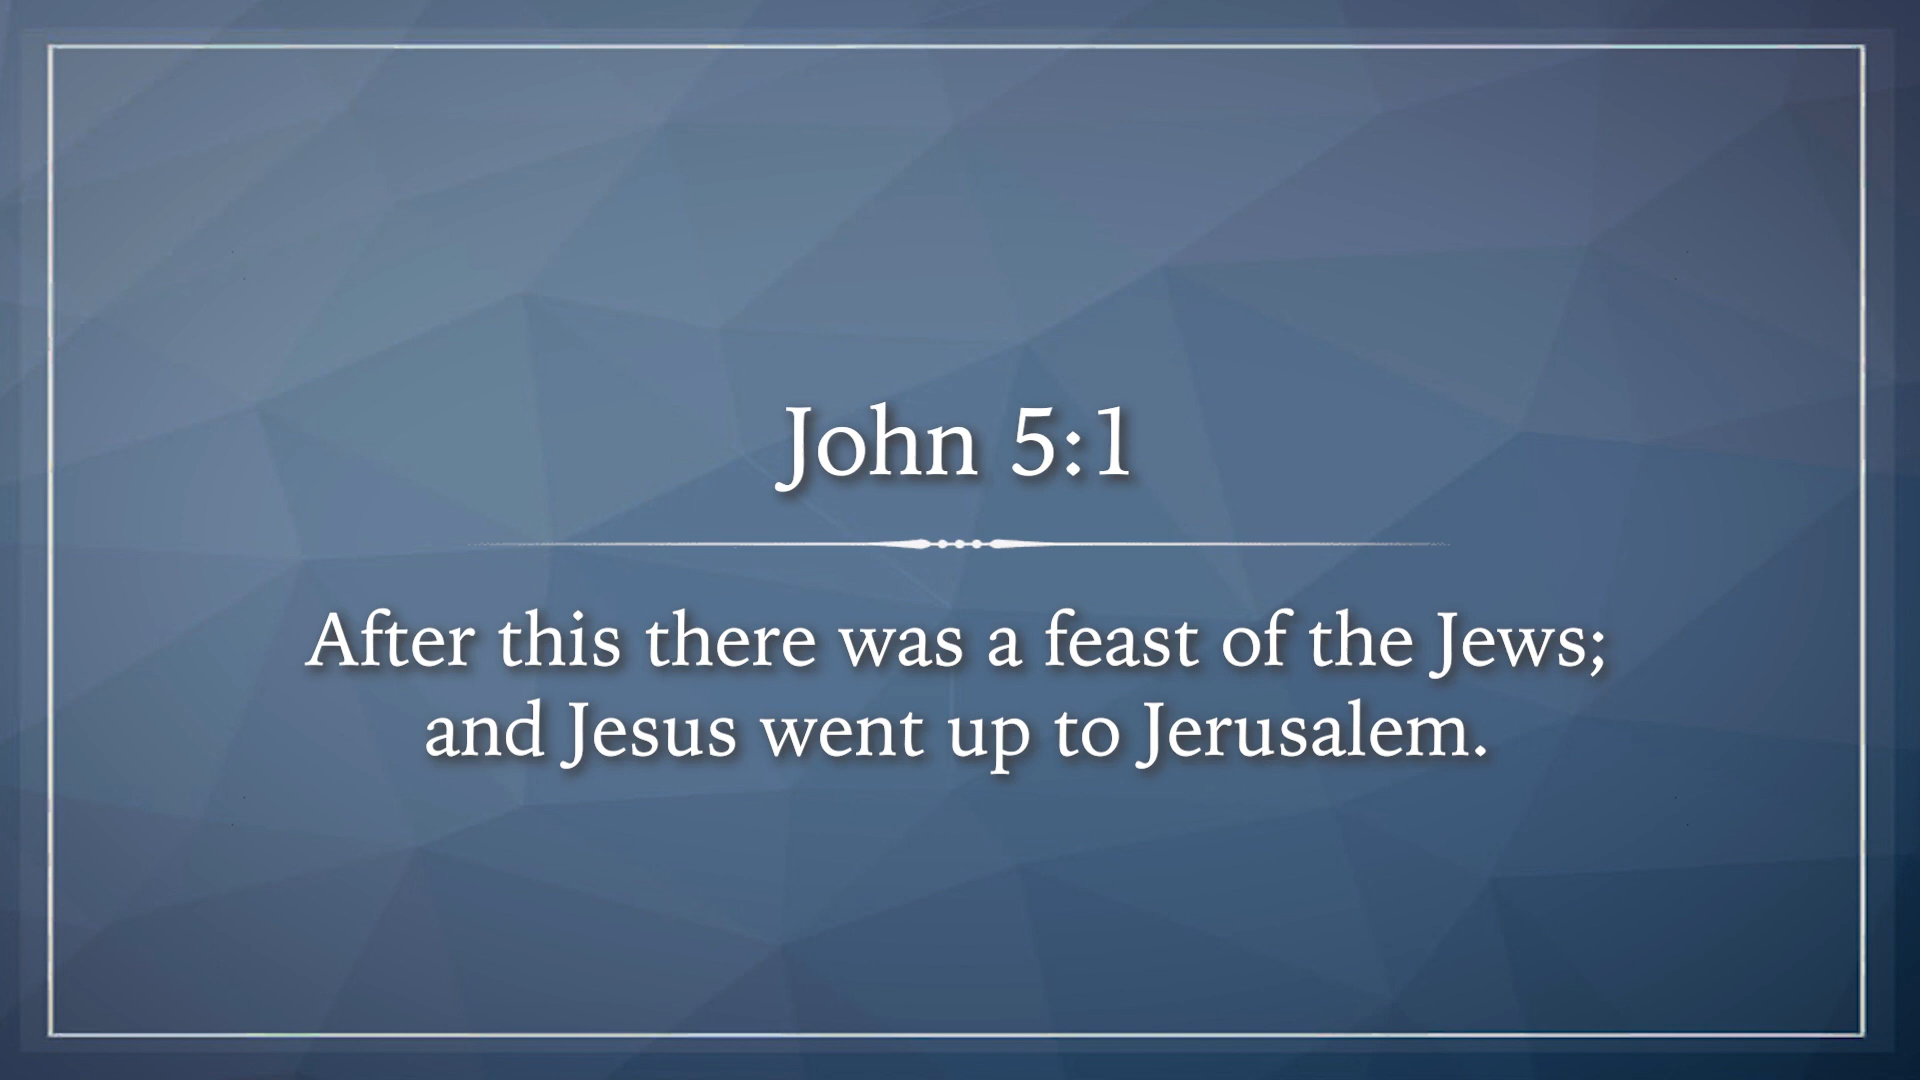 John 5:1
After this there was a feast of the Jews;
and Jesus went up to Jerusalem.